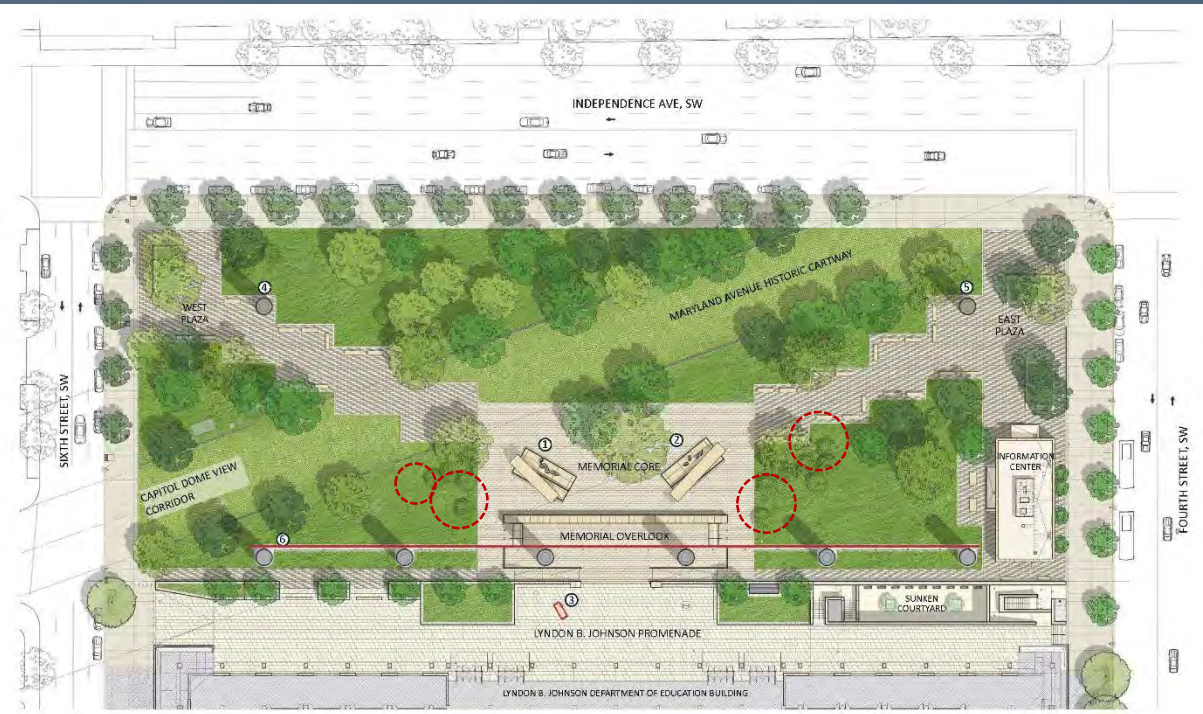 INDEPENDENCE AVE, SW
MARYLAND AVENUE HISTORIC CARTWAY
④
⑤
WEST
PLAZA
EAST
PLAZA
SIXTH STREET, SW
FOURTH STREET, SW
①
②
MEMORIAL CORE
INFORMATION
CENTER
CAPITOL DOME VIEW
CORRIDOR
⑥
MEMORIAL OVERLOOK
③
SUNKEN
COURTYARD
LYNDON B. JOHNSON PROMENADE
LYNDON B. JOHNSON DEPARTMENT OF EDUCATION BUILDING